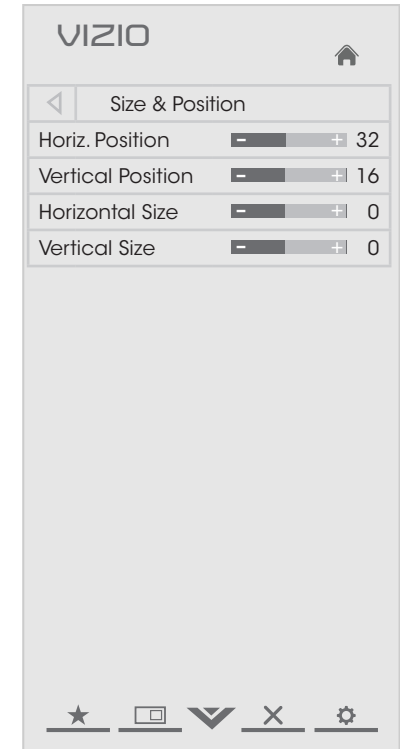 VIZIO
Size & Position
Horiz. Position - + 32
Vertical Position - + 16
Horizontal Size - + 0
Vertical Size - + 0